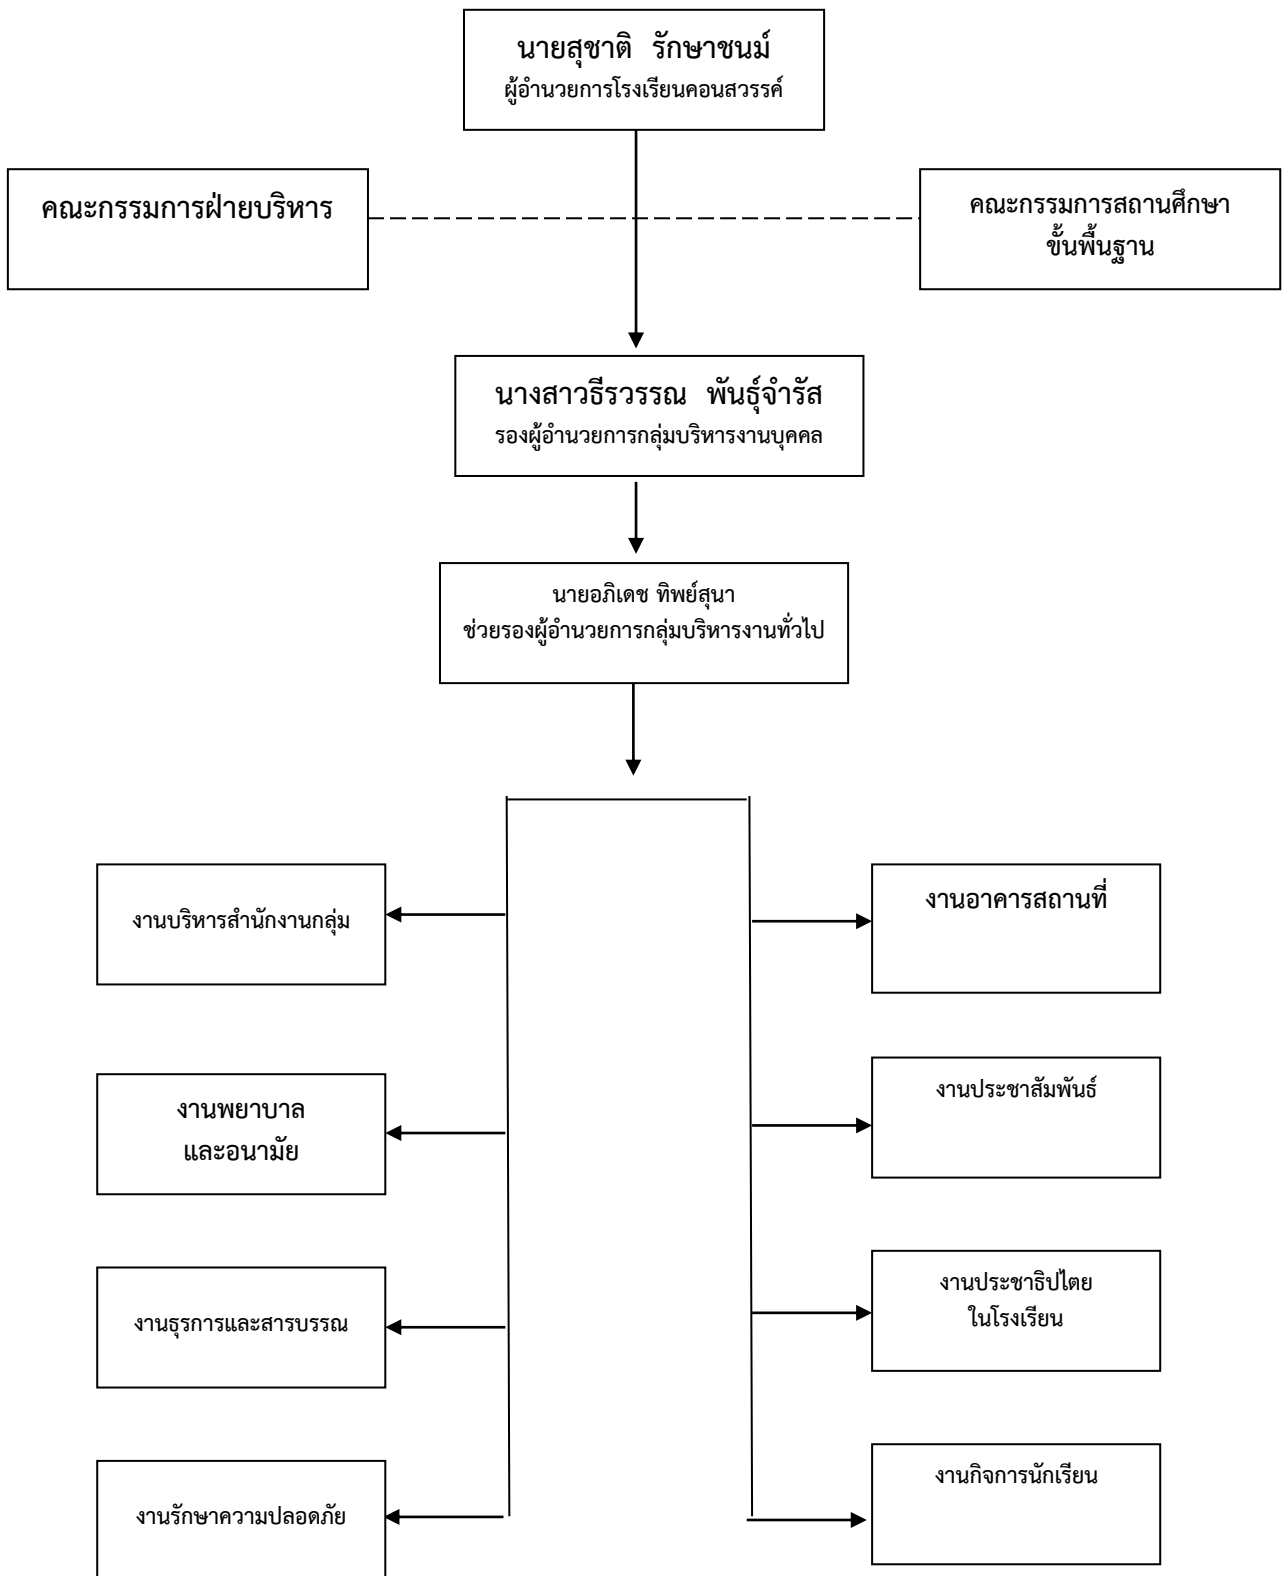 นายสุชาติ รักษาชนม์
ผู้อำนวยการโรงเรียนคอนสวรรค์
คณะกรรมการฝ่ายบริหาร
คณะกรรมการสถานศึกษา
ขั้นพื้นฐาน
นางสาวธีรวรรณ พันธุ์จำรัส
รองผู้อำนวยการกลุ่มบริหารงานบุคคล
นายอภิเดช ทิพย์สุนา
ช่วยรองผู้อำนวยการกลุ่มบริหารงานทั่วไป
งานบริหารสำนักงานกลุ่ม
งานอาคารสถานที่
งานพยาบาล
และอนามัย
งานประชาสัมพันธ์
งานธุรการและสารบรรณ
งานประชาธิปไตย
ในโรงเรียน
งานรักษาความปลอดภัย
งานกิจการนักเรียน